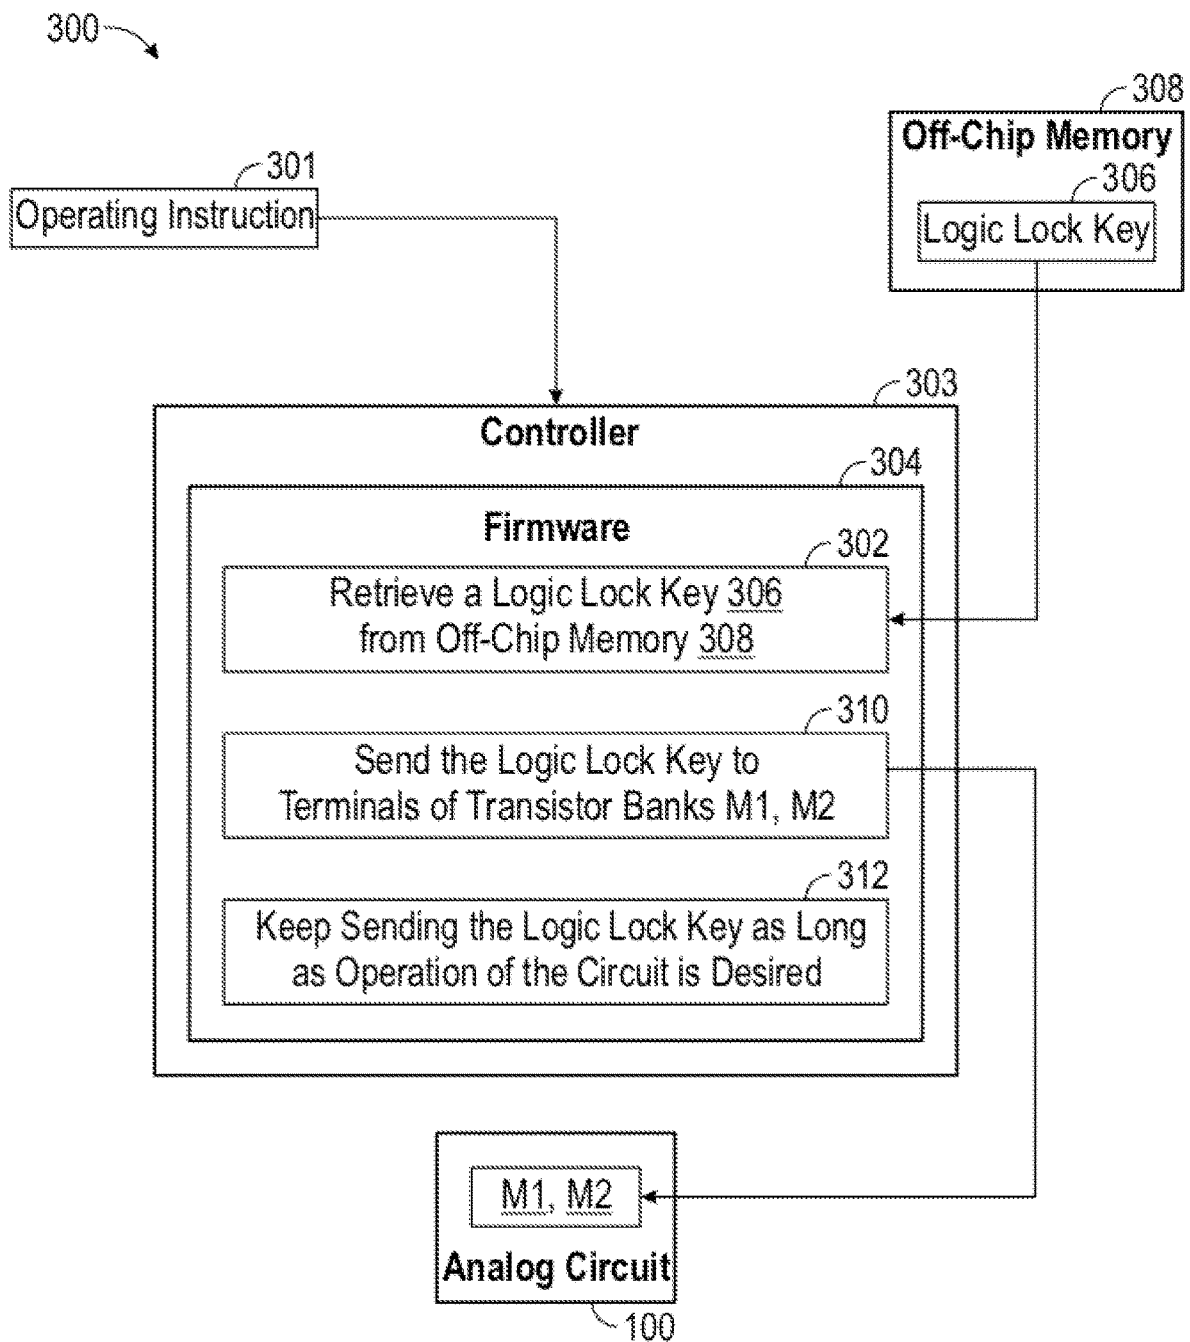 300
308
Off-Chip Memory
306
Logic Lock Key
301
Operating Instruction
303
Controller
304
Firmware
302
Retrieve a Logic Lock Key 306
from Off-Chip Memory 308
310
Send the Logic Lock Key to
Terminals of Transistor Banks M1, M2
312
Keep Sending the Logic Lock Key as Long
as Operation of the Circuit is Desired
M1, M2
Analog Circuit
100